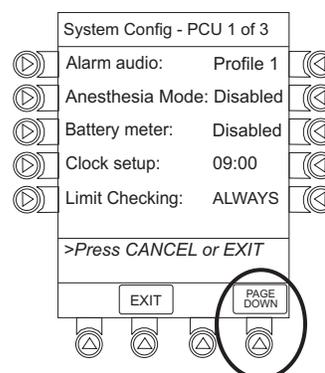 System Config - PCU 1 of 3
Alarm audio: Profile 1
Anesthesia Mode: Disabled
Battery meter: Disabled
Clock setup: 09:00
Limit Checking: ALWAYS
>Press CANCEL or EXIT
EXIT
PAGE
DOWN